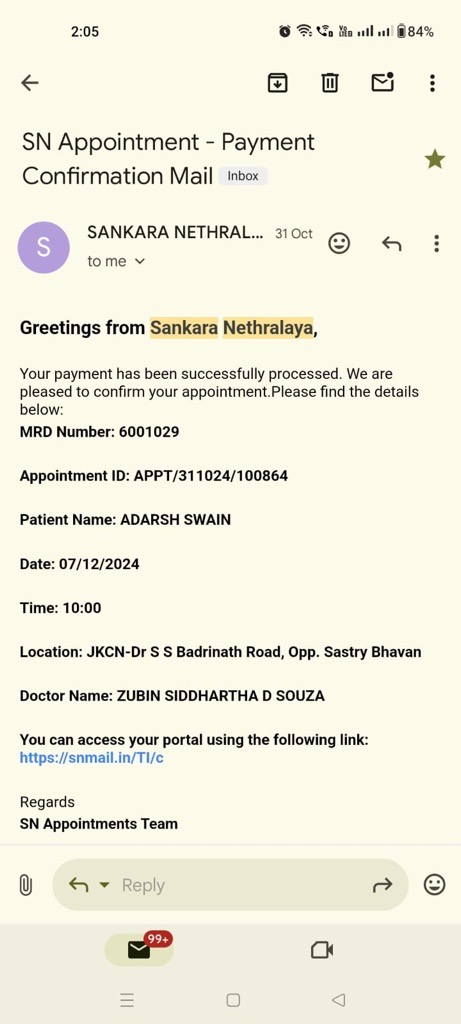 2:05
84%
SN Appointment - Payment
Confirmation Mail Inbox
S
SANKARA NETHRAL... 31 Oct
to me
Greetings from Sankara Nethralaya,
Your payment has been successfully processed. We are
pleased to confirm your appointment.Please find the details
below:
MRD Number: 6001029
Appointment ID: APPT/311024/100864
Patient Name: ADARSH SWAIN
Date: 07/12/2024
Time: 10:00
Location: JKCN-Dr S S Badrinath Road, Opp. Sastry Bhavan
Doctor Name: ZUBIN SIDDHARTHA D SOUZA
You can access your portal using the following link:
https://snmail.in/TI/c
Regards
SN Appointments Team
Reply
99+